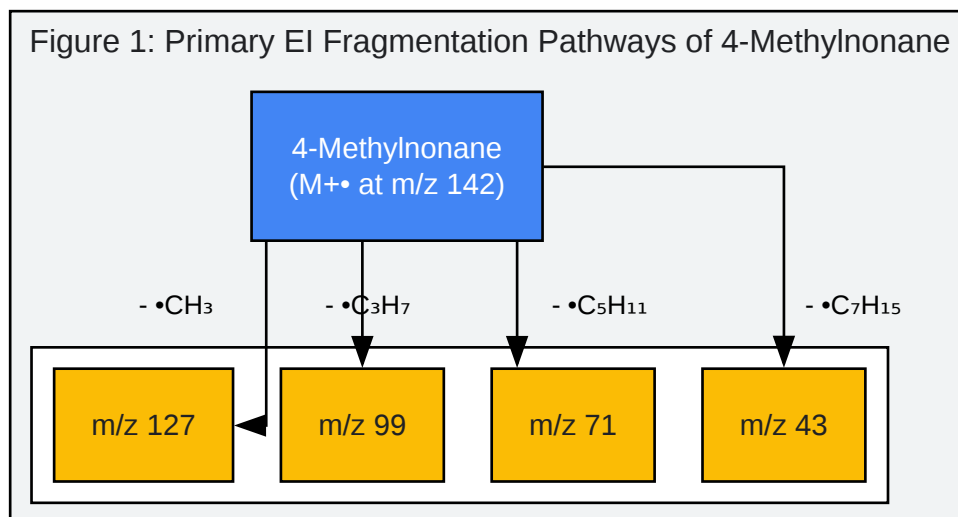 Figure 1: Primary EI Fragmentation Pathways of 4-Methylnonane
4-Methylnonane
(M+• at m/z 142)
- •CH₃
- •C₃H₇
- •C₅H₁₁
- •C₇H₁₅
m/z 127
m/z 99
m/z 71
m/z 43